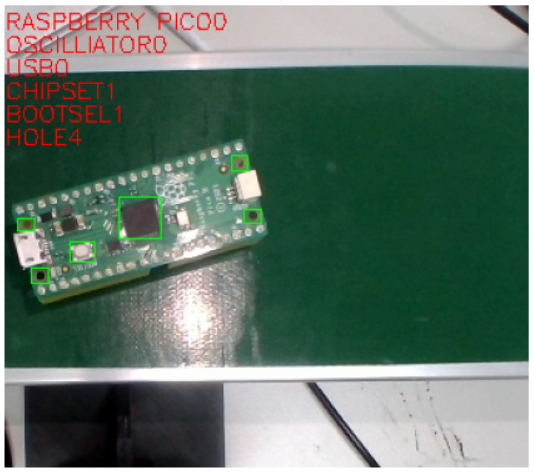 RASPBERRY PICO0
OSCILLIATOR0
USB0
CHIPSET1
BOOTSEL1
HOLE4